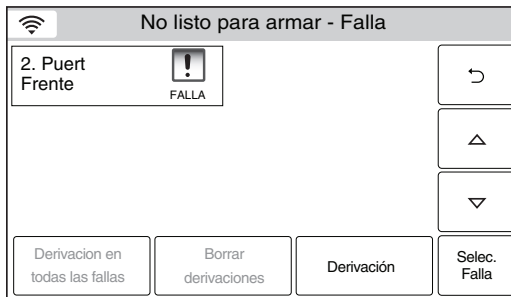 No listo para armar - Falla
2. Puert
Frente
FALLA
Derivacion en
todas las fallas
Borrar
derivaciones
Derivación
Selec.
Falla